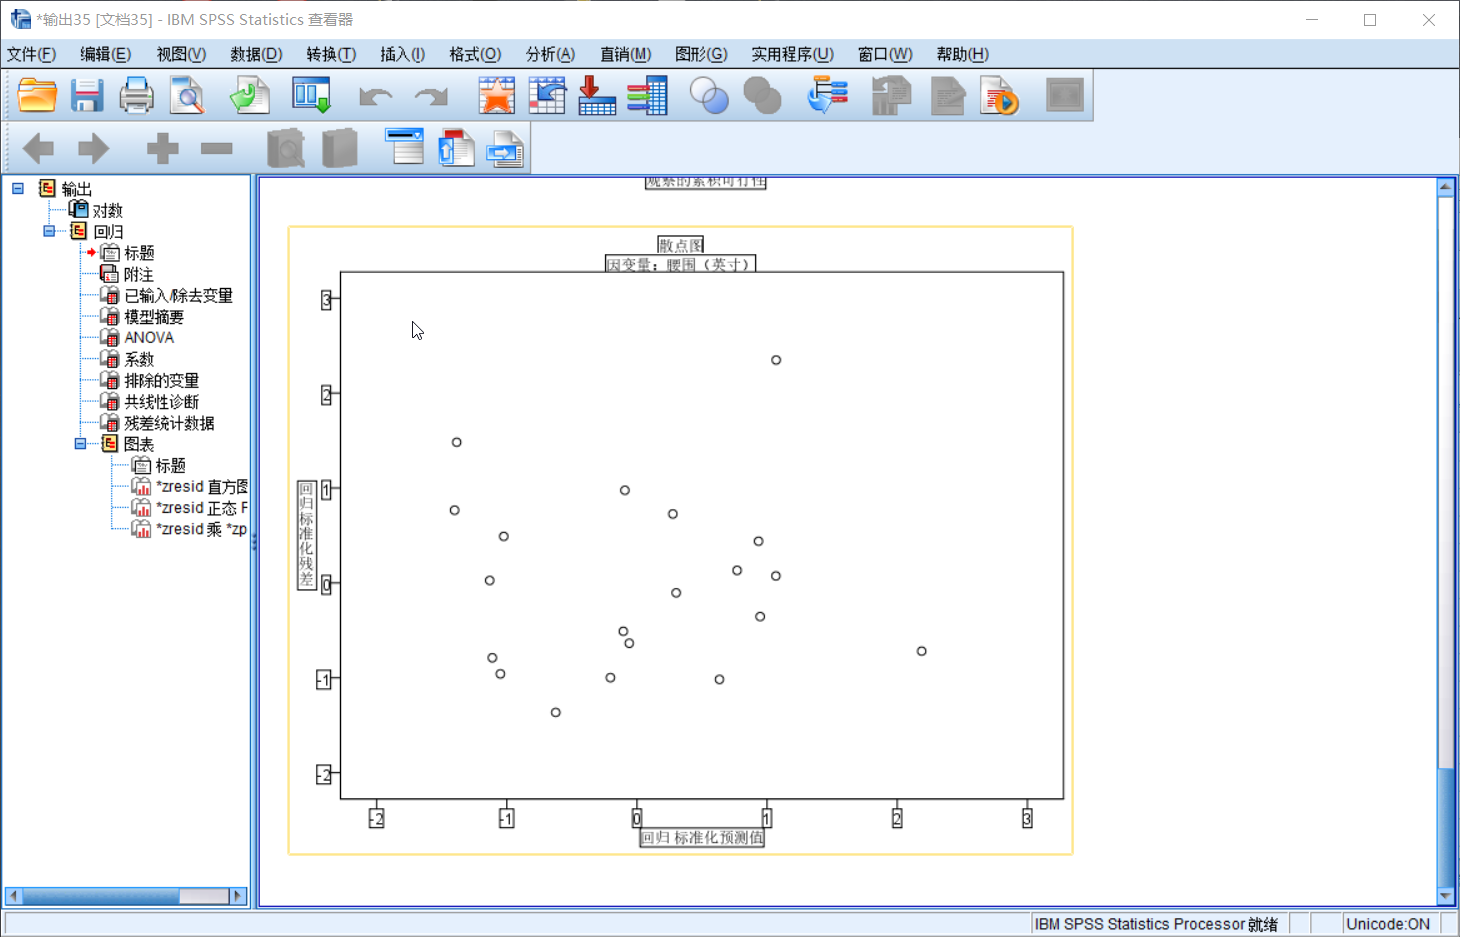 *输出35 [文档35] - IBM SPSS Statistics 查看器
文件(F) 编辑(E) 视图(V) 数据(D) 转换(T) 插入(I) 格式(O) 分析(A) 直销(M) 图形(G) 实用程序(U) 窗口(W) 帮助(H)
输出
对数
回归
标题
附注
已输入/除去变量
模型摘要
ANOVA
系数
排除的变量
共线性诊断
残差统计数据
图表
标题
*zresid 直方图
*zresid 正态 F
*zresid 乘 *zp
观察的累积可行性
散点图
因变量：腰围（英寸）
3
2
1
0
-1
-2
回归标准化残差
-2 -1 0 1 2 3
回归 标准化预测值
IBM SPSS Statistics Processor 就绪 Unicode:ON